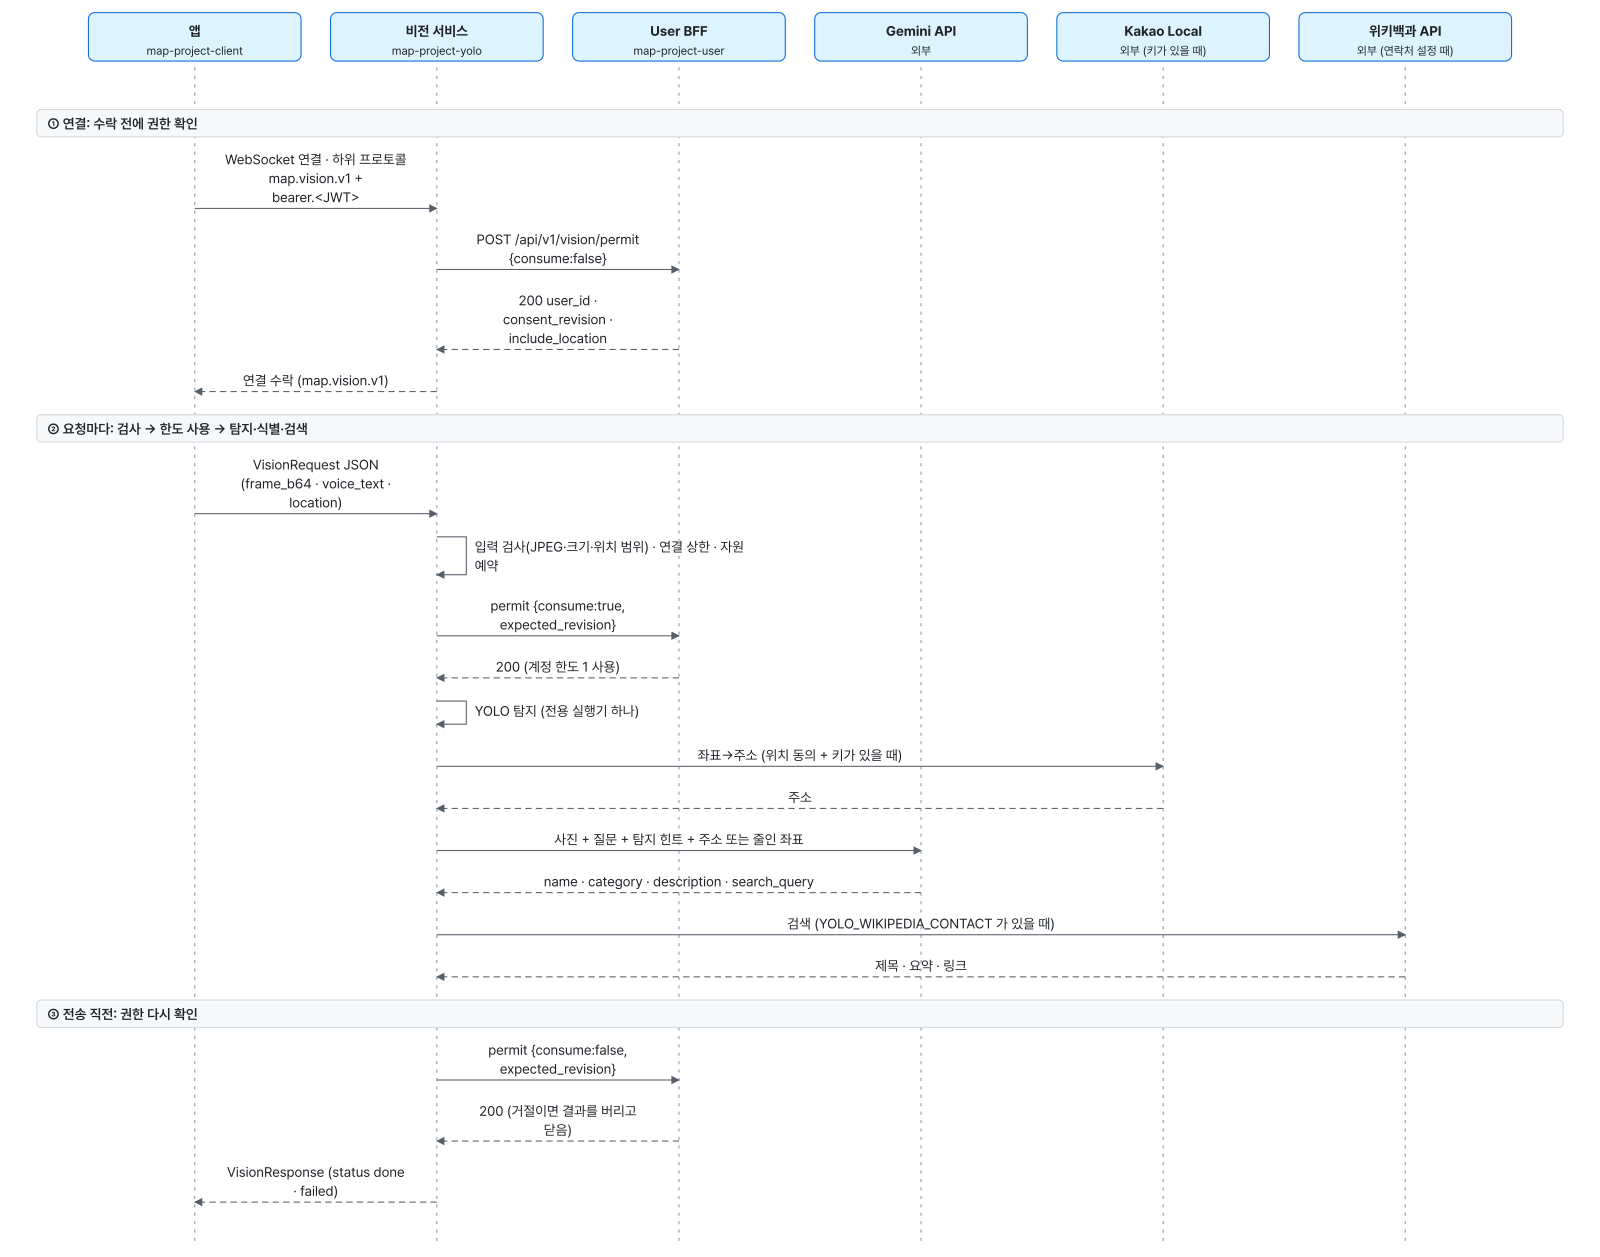 앱
map-project-client
비전 서비스
map-project-yolo
User BFF
map-project-user
Gemini API
외부
Kakao Local
외부 (키가 있을 때)
위키백과 API
외부 (연락처 설정 때)
① 연결: 수락 전에 권한 확인
WebSocket 연결 · 하위 프로토콜
map.vision.v1 +
bearer.<JWT>
POST /api/v1/vision/permit
{consume:false}
200 user_id ·
consent_revision ·
include_location
연결 수락 (map.vision.v1)
② 요청마다: 검사 → 한도 사용 → 탐지·식별·검색
VisionRequest JSON
(frame_b64 · voice_text ·
location)
입력 검사(JPEG·크기·위치 범위) · 연결 상한 · 자원
예약
permit {consume:true,
expected_revision}
200 (계정 한도 1 사용)
YOLO 탐지 (전용 실행기 하나)
좌표→주소 (위치 동의 + 키가 있을 때)
주소
사진 + 질문 + 탐지 힌트 + 주소 또는 줄인 좌표
name · category · description · search_query
검색 (YOLO_WIKIPEDIA_CONTACT 가 있을 때)
제목 · 요약 · 링크
③ 전송 직전: 권한 다시 확인
permit {consume:false,
expected_revision}
200 (거절이면 결과를 버리고
닫음)
VisionResponse (status done
· failed)